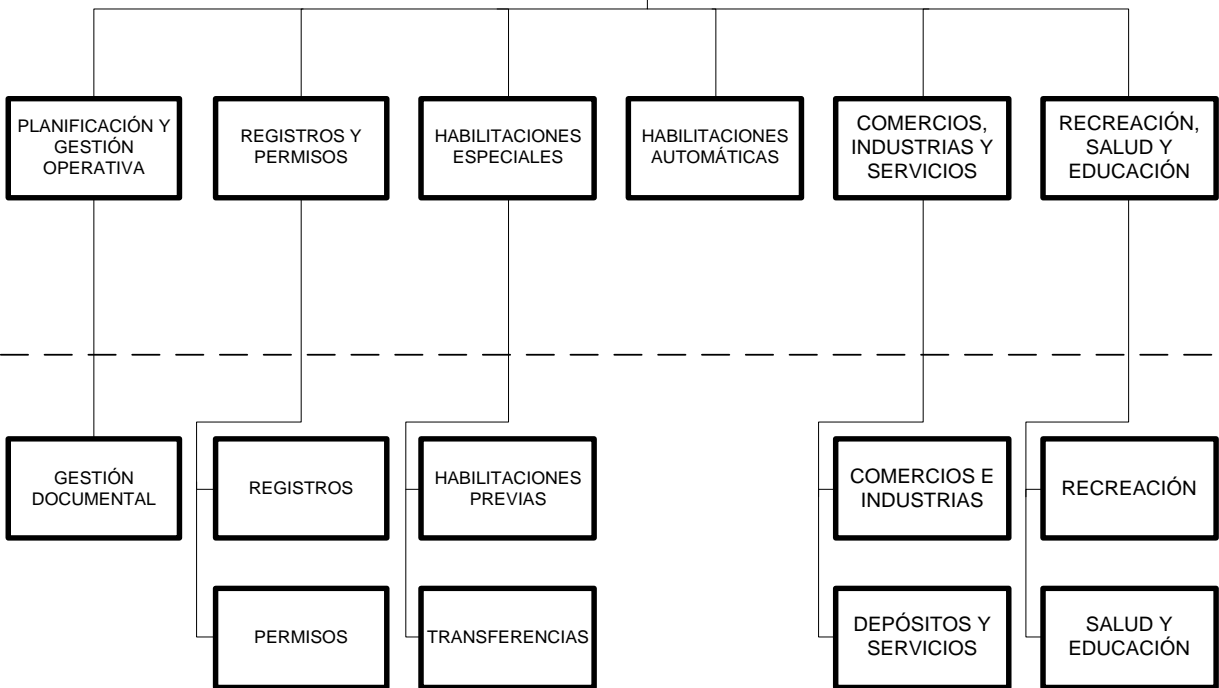 PLANIFICACIÓN Y
GESTIÓN
OPERATIVA
REGISTROS Y
PERMISOS
HABILITACIONES
ESPECIALES
HABILITACIONES
AUTOMÁTICAS
COMERCIOS,
INDUSTRIAS Y
SERVICIOS
RECREACIÓN,
SALUD Y
EDUCACIÓN
GESTIÓN
DOCUMENTAL
REGISTROS
HABILITACIONES
PREVIAS
COMERCIOS E
INDUSTRIAS
RECREACIÓN
PERMISOS
TRANSFERENCIAS
DEPÓSITOS Y
SERVICIOS
SALUD Y
EDUCACIÓN